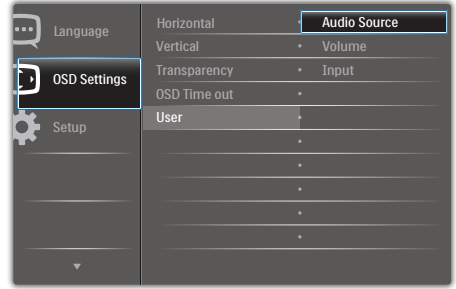 Language
OSD Settings
Setup
Horizontal
Vertical
Transparency
OSD Time out
User
Audio Source
Volume
Input